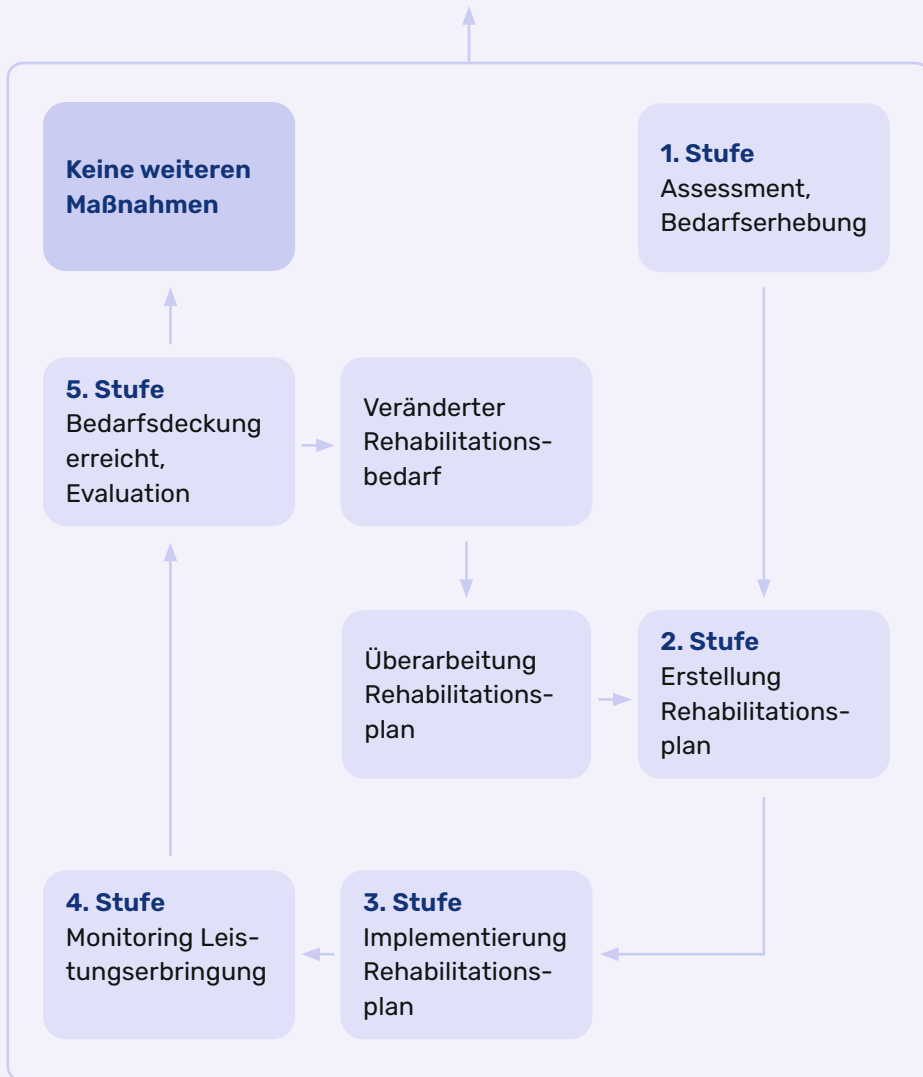 Keine weiteren
Maßnahmen
1. Stufe
Assessment,
Bedarfserhebung
5. Stufe
Bedarfsdeckung
erreicht,
Evaluation
Veränderter
Rehabilitations-
bedarf
Überarbeitung
Rehabilitations-
plan
2. Stufe
Erstellung
Rehabilitations-
plan
4. Stufe
Monitoring Leis-
tungserbringung
3. Stufe
Implementierung
Rehabilitations-
plan